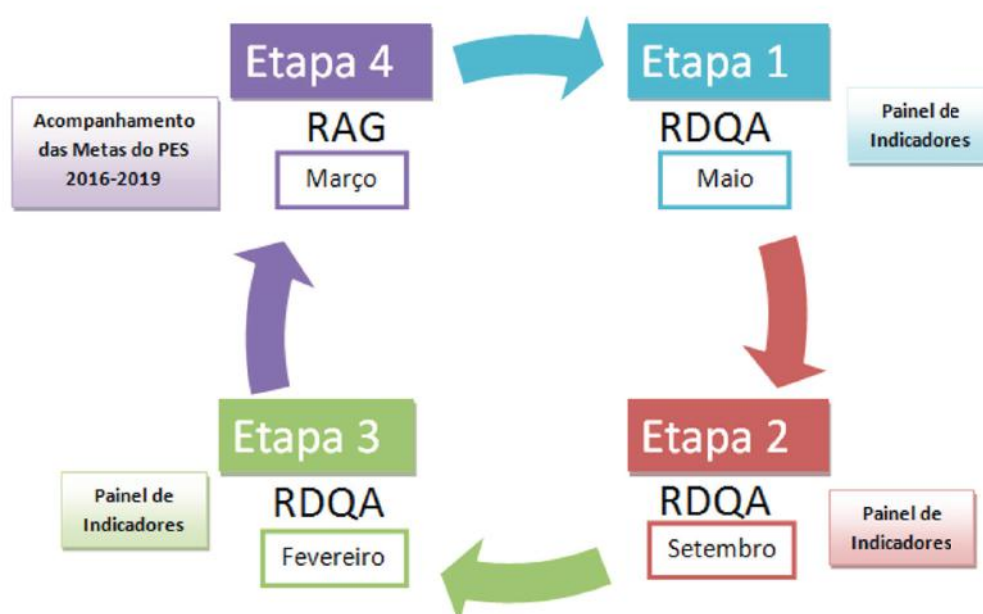 Etapa 4
RAG
Março
Acompanhamento
das Metas do PES
2016-2019
Etapa 1
RDQA
Maio
Painel de
Indicadores
Etapa 3
RDQA
Fevereiro
Painel de
Indicadores
Etapa 2
RDQA
Setembro
Painel de
Indicadores